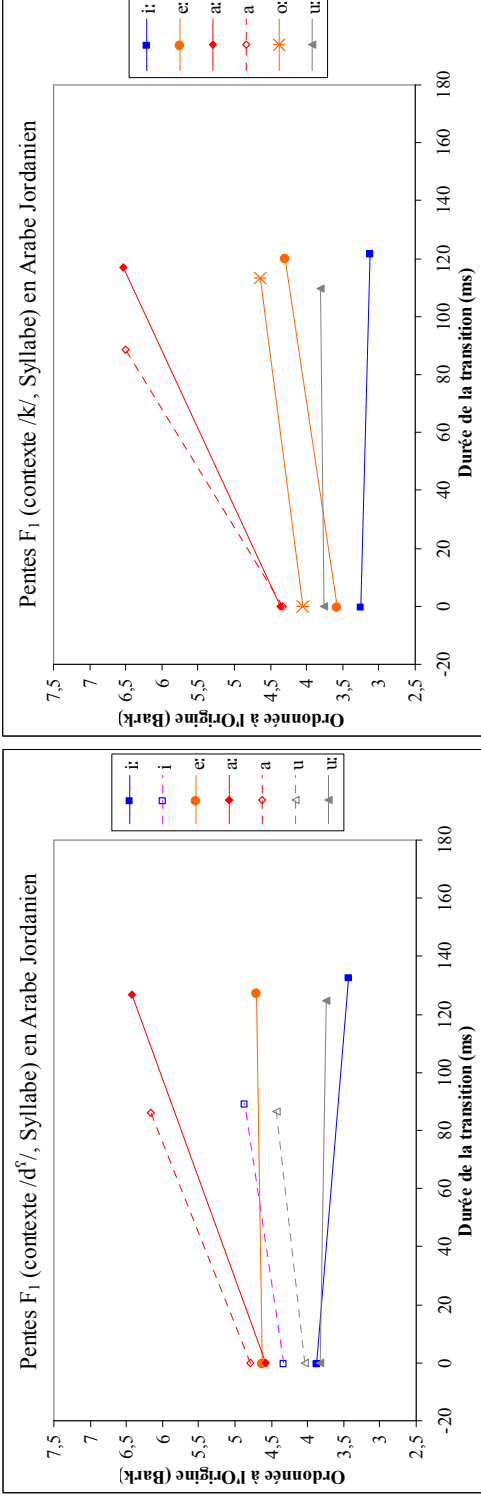 Pentes F1 (contexte /dˤ/, Syllabe) en Arabe Jordanien
Ordonnée à l'Origine (Bark)
7,5
7
6,5
6
5,5
5
4,5
4
3,5
3
2,5
-20
0
20
40
60
80
100
120
140
160
180
Durée de la transition (ms)
i:
i
e:
a:
a
u
u:
Pentes F1 (contexte /k/, Syllabe) en Arabe Jordanien
Ordonnée à l'Origine (Bark)
7,5
7
6,5
6
5,5
5
4,5
4
3,5
3
2,5
-20
0
20
40
60
80
100
120
140
160
180
Durée de la transition (ms)
i:
e:
a:
a
o:
u: